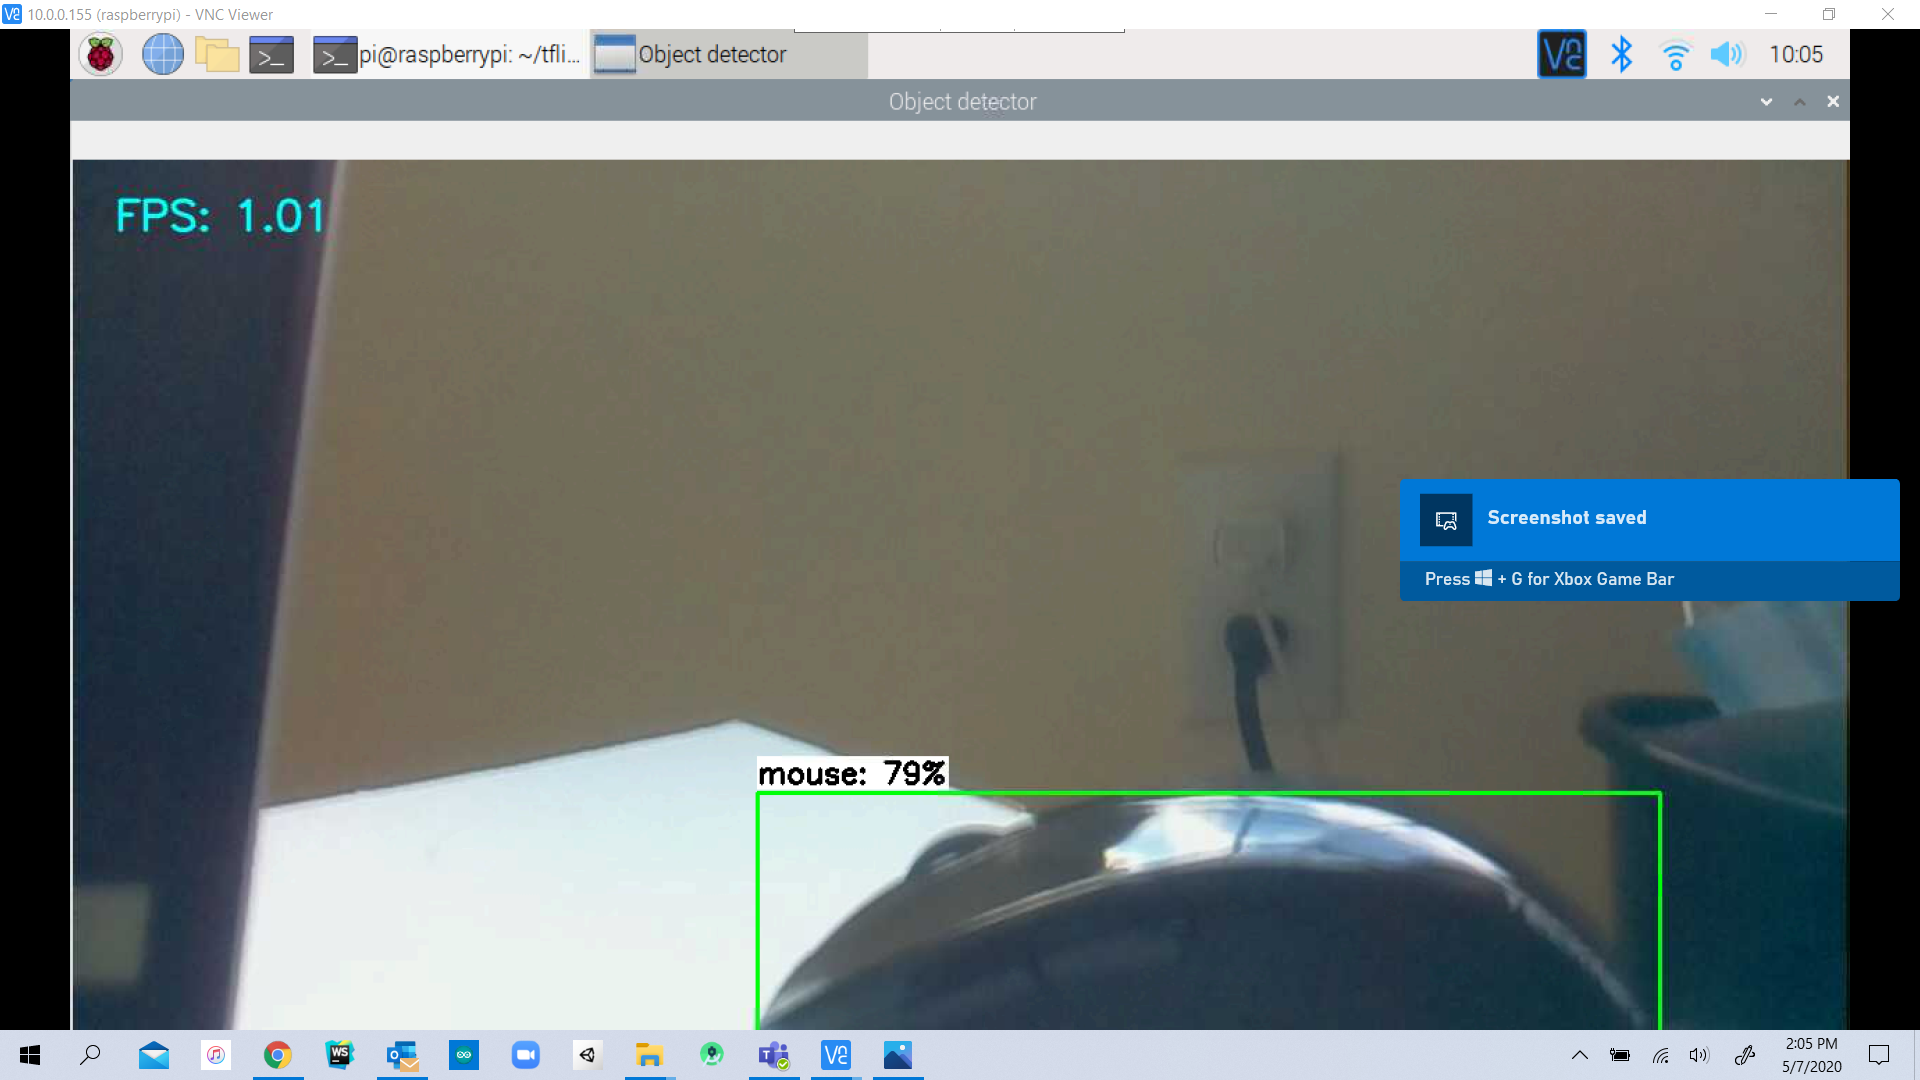 10.0.0.155 (raspberrypi) - VNC Viewer
pi@raspberrypi: ~/tfli...
Object detector
10:05
Object detector
FPS: 1.01
Screenshot saved
Press + G for Xbox Game Bar
mouse: 79%
WS
2:05 PM
5/7/2020